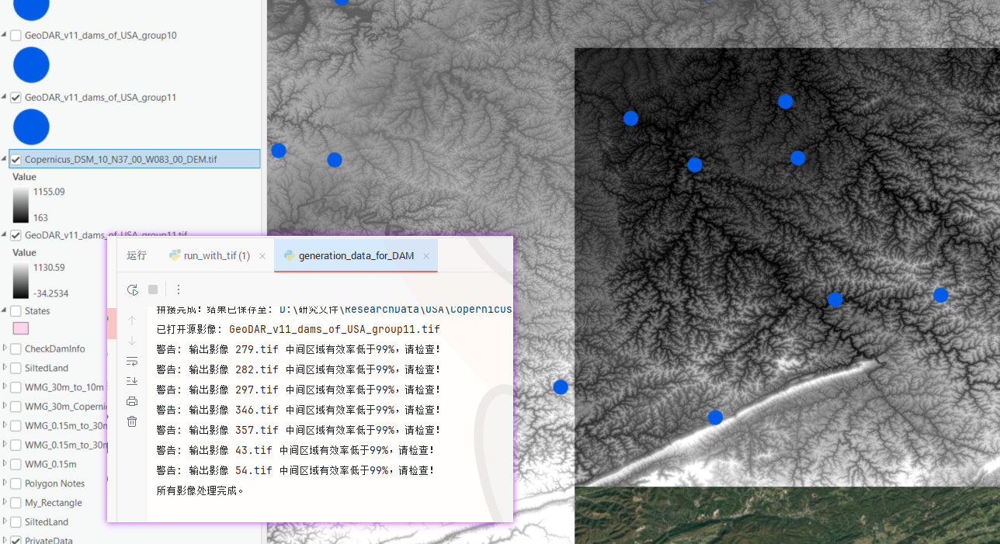 GeoDAR_v11_dams_of_USA_group10
GeoDAR_v11_dams_of_USA_group11
Copernicus_DSM_10_N37_00_W083_00_DEM.tif
Value
1155.09
163
GeoDAR_v11_dams_of_USA_group11.tif
Value
1130.59
-34.2534
States
CheckDamInfo
SiltedLand
WMG_30m_to_10m
WMG_30m_Coperni
WMG_0.15m_to_30
WMG_0.15m_to_30
WMG_0.15m
Polygon Notes
My_Rectangle
SiltedLand
PrivateData
运行
run_with_tif (1)
generation_data_for_DAM
拼接完成！结果已保存至: D:\研究文件\ResearchData\USA\Copernicus
已打开源影像: GeoDAR_v11_dams_of_USA_group11.tif
警告: 输出影像 279.tif 中间区域有效率低于99%，请检查！
警告: 输出影像 282.tif 中间区域有效率低于99%，请检查！
警告: 输出影像 297.tif 中间区域有效率低于99%，请检查！
警告: 输出影像 346.tif 中间区域有效率低于99%，请检查！
警告: 输出影像 357.tif 中间区域有效率低于99%，请检查！
警告: 输出影像 43.tif 中间区域有效率低于99%，请检查！
警告: 输出影像 54.tif 中间区域有效率低于99%，请检查！
所有影像处理完成。